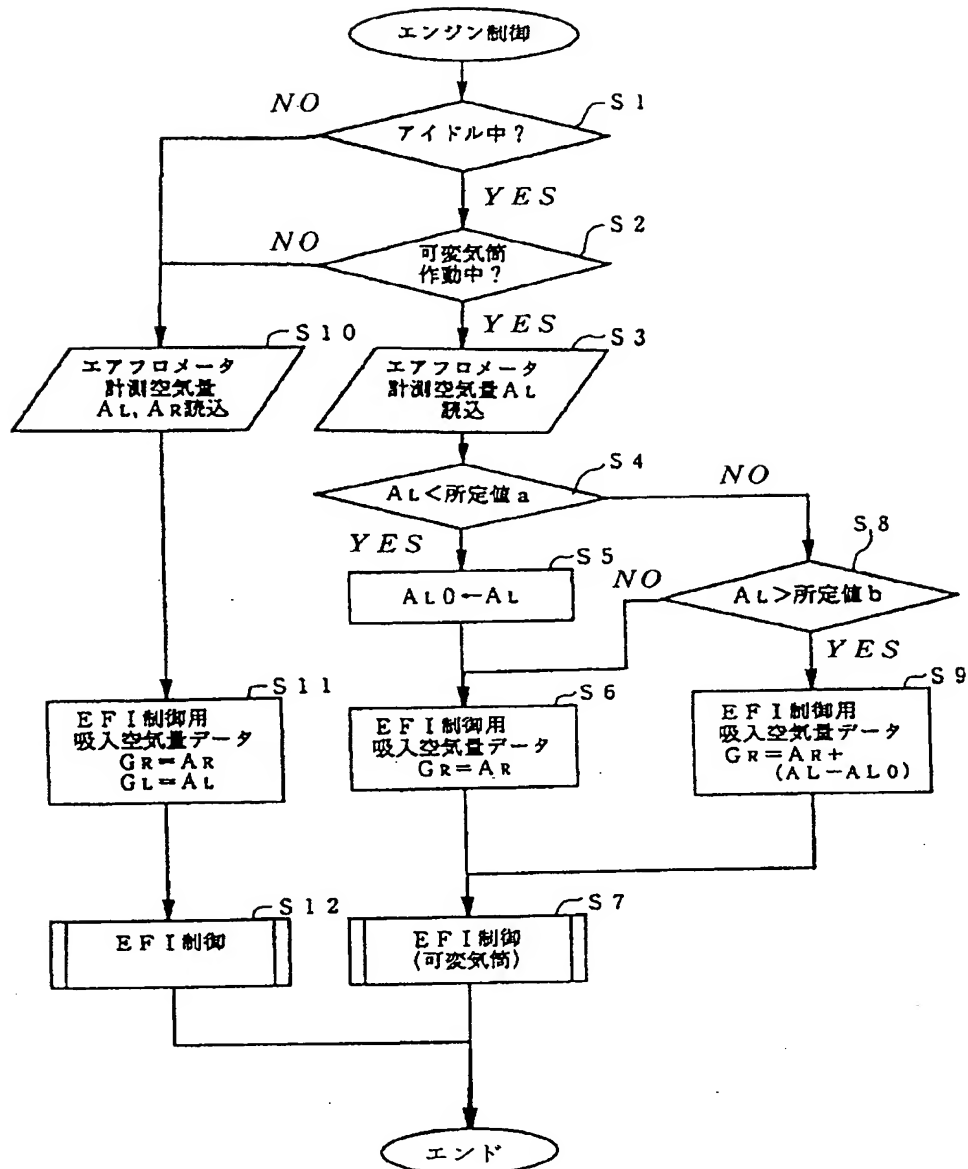 エンジン制御
S1
NO
アイドル中?
YES
S2
NO
可変気筒
作動中?
YES
S10
S3
エアフロメータ
計測空気量
AL,AR読込
エアフロメータ
計測空気量AL
読込
S4
AL<所定値a
NO
YES
S8
S5
AL0←AL
NO
AL>所定値b
YES
S11
S6
S9
EFI制御用
吸入空気量データ
GR=AR
GL=AL
EFI制御用
吸入空気量データ
GR=AR
EFI制御用
吸入空気量データ
GR=AR+
(AL-AL0)
S12
S7
EFI制御
EFI制御
(可変気筒)
エンド